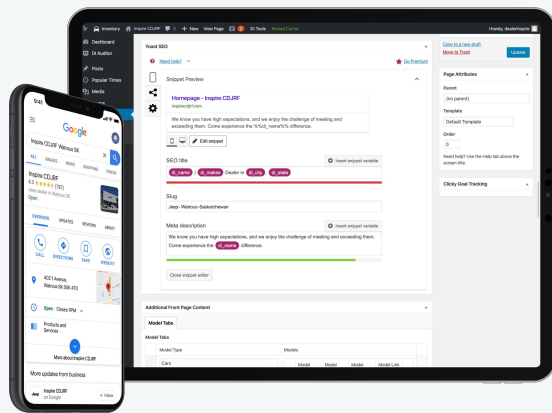 Inventory
Inspire CDJRF
0
New
View Page
DI Tools
Reload Cache
Howdy, dealerinspire
Dashboard
DI Auditor
Posts
Popular Times
Media
Yoast SEO
Need help?
Go Premium
Snippet Preview
Homepage - Inspire CDJRF
inspirecdjrf.com
We know you have high expectations, and we enjoy the challenge of meeting and
exceeding them. Come experience the %%di_name%% difference.
Edit snippet
SEO title
Insert snippet variable
di_name di_makes Dealer in di_city di_state
Slug
Jeep-Watrous-Saskatchewan
Meta description
Insert snippet variable
We know you have high expectations, and we enjoy the challenge of meeting and exceeding them.
Come experience the di_name difference.
Close snippet editor
Additional Front Page Content
Model Tabs
Model Tabs
Model Type
Models
Cars
Model
Model
Model
Model Link
Copy to a new draft
Move to Trash
Update
Page Attributes
Parent
(no parent)
Template
Default Template
Order
0
Need help? Use the Help tab above the
screen title.
Clicky Goal Tracking
9:41
Google
Inspire CDJRF Watrous SK
ALL
IMAGES
NEWS
SHOPPING
VIDEOS
Inspire CDJRF
4.3
(787)
Jeep dealer in Watrous SK
Open
OVERVIEW
UPDATES
REVIEWS
ABOUT
CALL
DIRECTIONS
SAVE
WEBSITE
402 1 Avenue,
Watrous SK S0K 4T0
Open · Closes 9PM
Products and
Services
More about Inspire CDJRF
More updates from business
Jeep
Inspire CDJRF
on Google
+ Follow